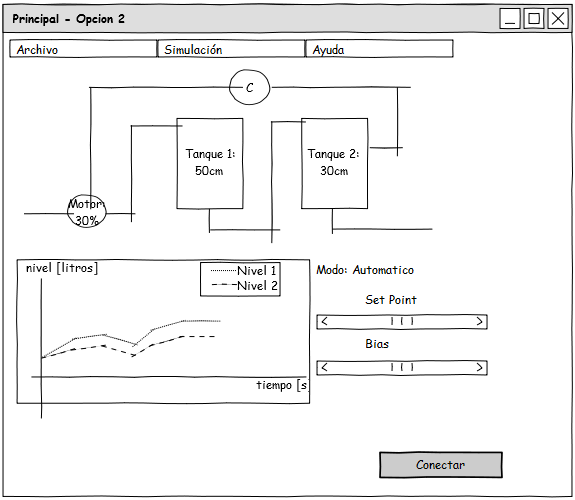 Principal - Opcion 2
Archivo
Simulación
Ayuda
C
Tanque 1:
50cm
Tanque 2:
30cm
Motor:
30%
nivel [litros]
Nivel 1
Nivel 2
tiempo [s
Modo: Automatico
Set Point
Bias
Conectar